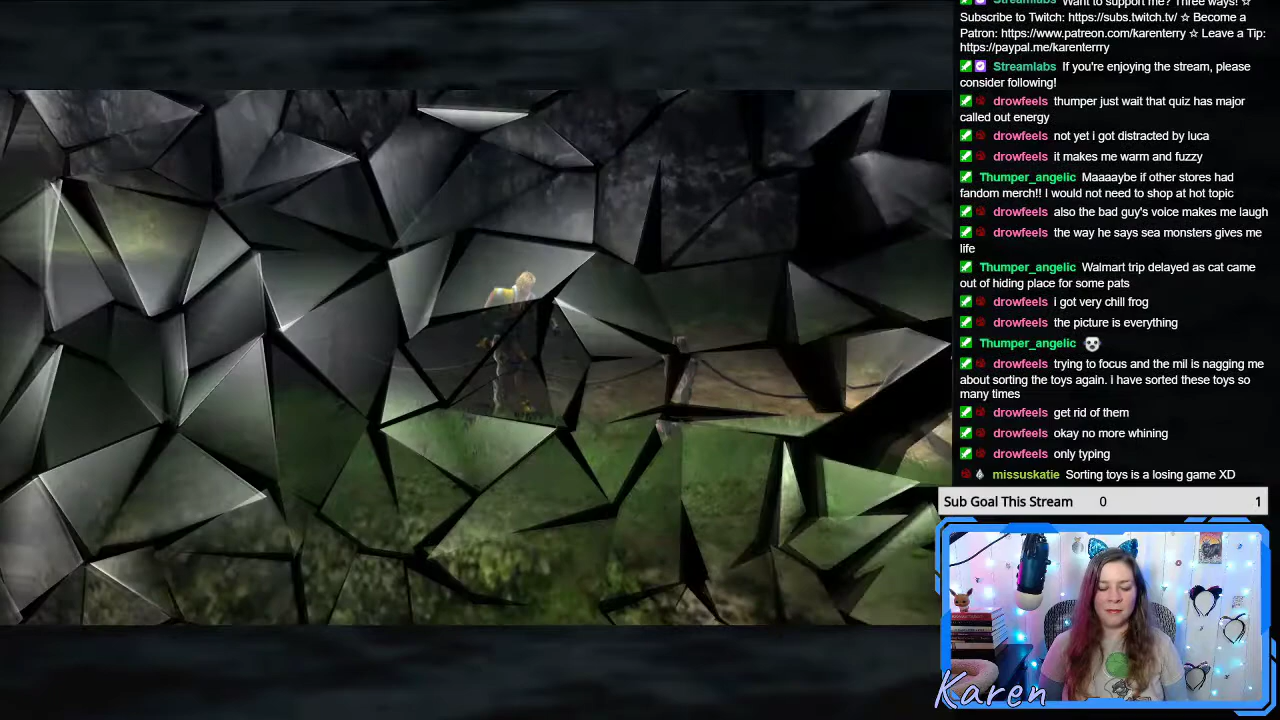 Streamlabs Want to support me? Three ways! ☆
Subscribe to Twitch: https://subs.twitch.tv/ ☆ Become a
Patron: https://www.patreon.com/karenterry ☆ Leave a Tip:
https://paypal.me/karenterrry
Streamlabs If you're enjoying the stream, please
consider following!
drowfeels thumper just wait that quiz has major
called out energy
drowfeels not yet i got distracted by luca
drowfeels it makes me warm and fuzzy
Thumper_angelic Maaaaybe if other stores had
fandom merch!! I would not need to shop at hot topic
drowfeels also the bad guy's voice makes me laugh
drowfeels the way he says sea monsters gives me
life
Thumper_angelic Walmart trip delayed as cat came
out of hiding place for some pats
drowfeels i got very chill frog
drowfeels the picture is everything
Thumper_angelic
drowfeels trying to focus and the mil is nagging me
about sorting the toys again. I have sorted these toys so
many times
drowfeels get rid of them
drowfeels okay no more whining
drowfeels only typing
missuskatie Sorting toys is a losing game XD
Sub Goal This Stream 0 1
Karen